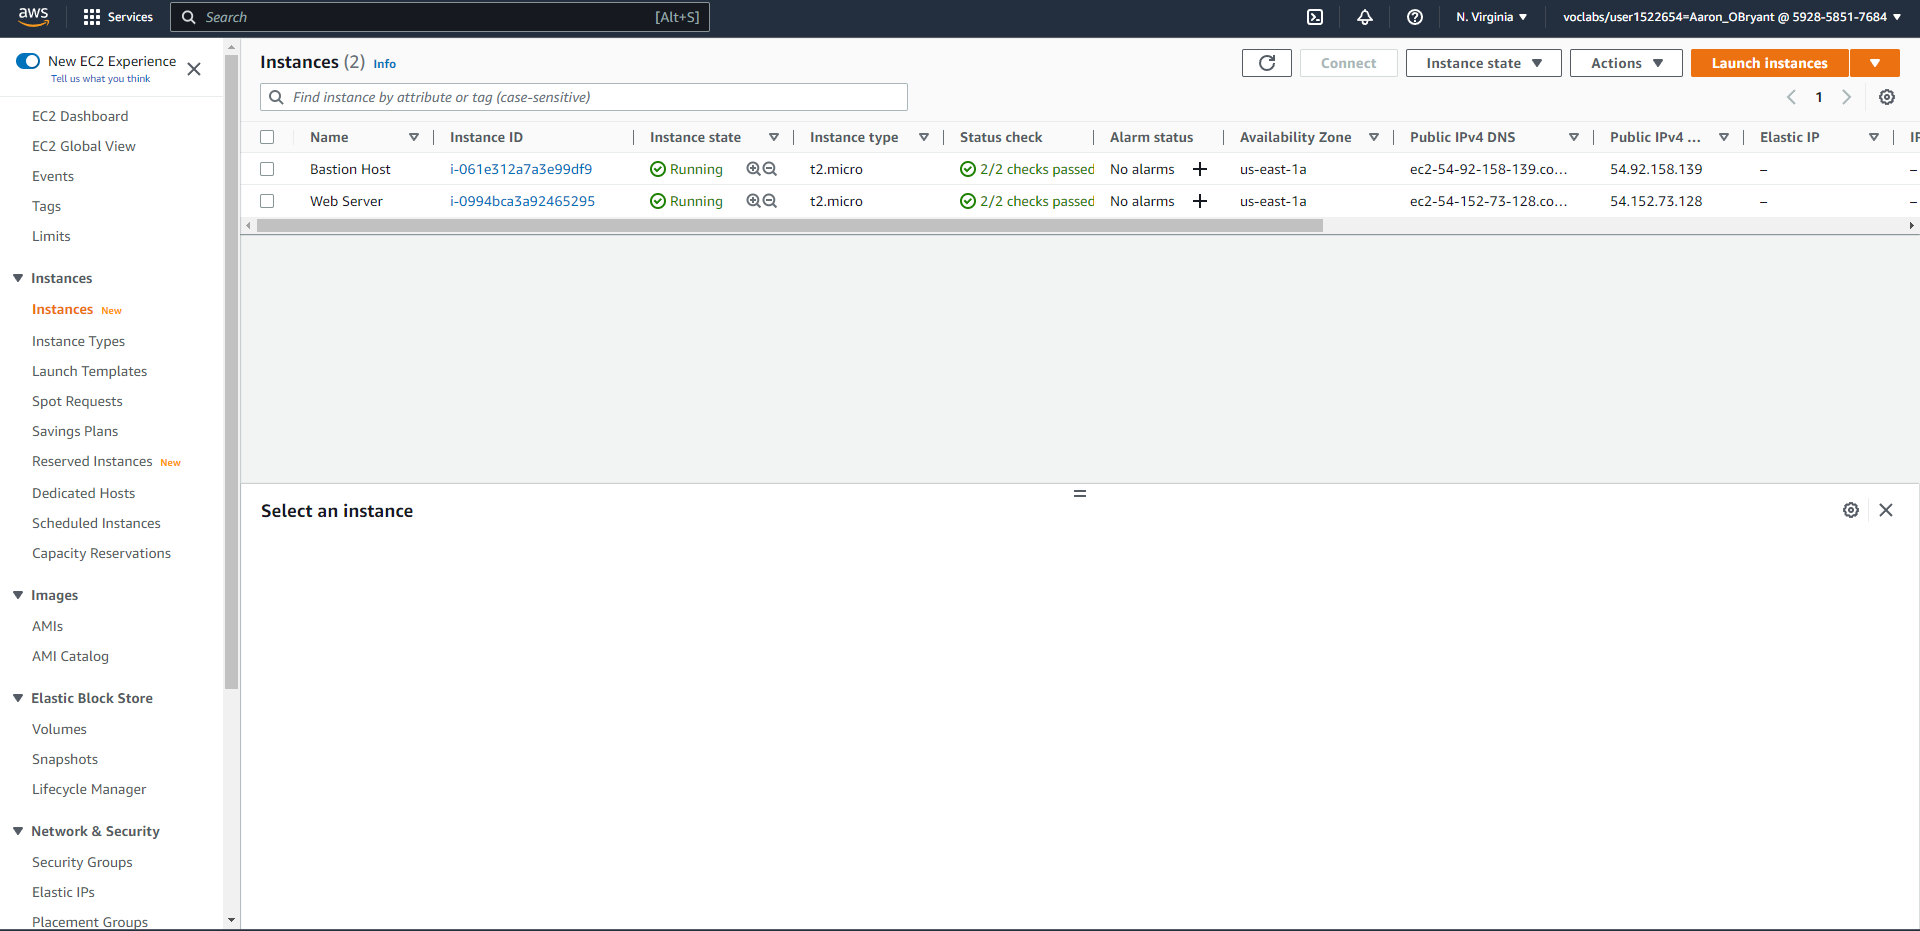 aws
Services
Search
[Alt+S]
N. Virginia
voclabs/user1522654=Aaron_OBryant @ 5928-5851-7684
New EC2 Experience
Tell us what you think
EC2 Dashboard
EC2 Global View
Events
Tags
Limits
Instances
Instances New
Instance Types
Launch Templates
Spot Requests
Savings Plans
Reserved Instances New
Dedicated Hosts
Scheduled Instances
Capacity Reservations
Images
AMIs
AMI Catalog
Elastic Block Store
Volumes
Snapshots
Lifecycle Manager
Network & Security
Security Groups
Elastic IPs
Placement Groups
Instances (2) Info
Connect
Instance state
Actions
Launch instances
Find instance by attribute or tag (case-sensitive)
1
Name Instance ID Instance state Instance type Status check Alarm status Availability Zone Public IPv4 DNS Public IPv4 ... Elastic IP
Bastion Host i-061e312a7a3e99df9 Running t2.micro 2/2 checks passed No alarms us-east-1a ec2-54-92-158-139.co... 54.92.158.139 – –
Web Server i-0994bca3a92465295 Running t2.micro 2/2 checks passed No alarms us-east-1a ec2-54-152-73-128.co... 54.152.73.128 – –
Select an instance